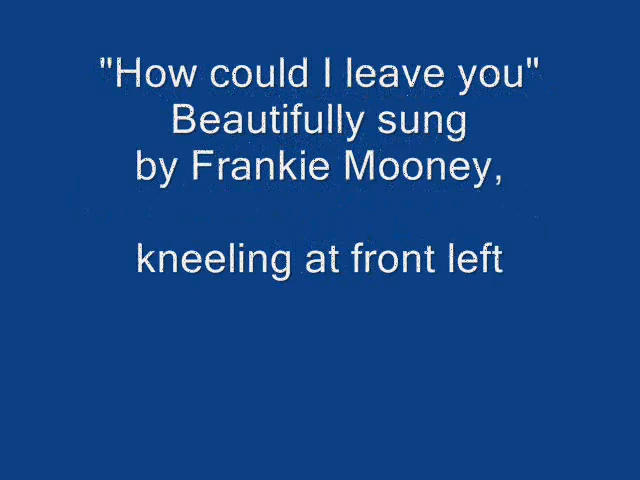 "How could I leave you"
Beautifully sung
by Frankie Mooney,
kneeling at front left